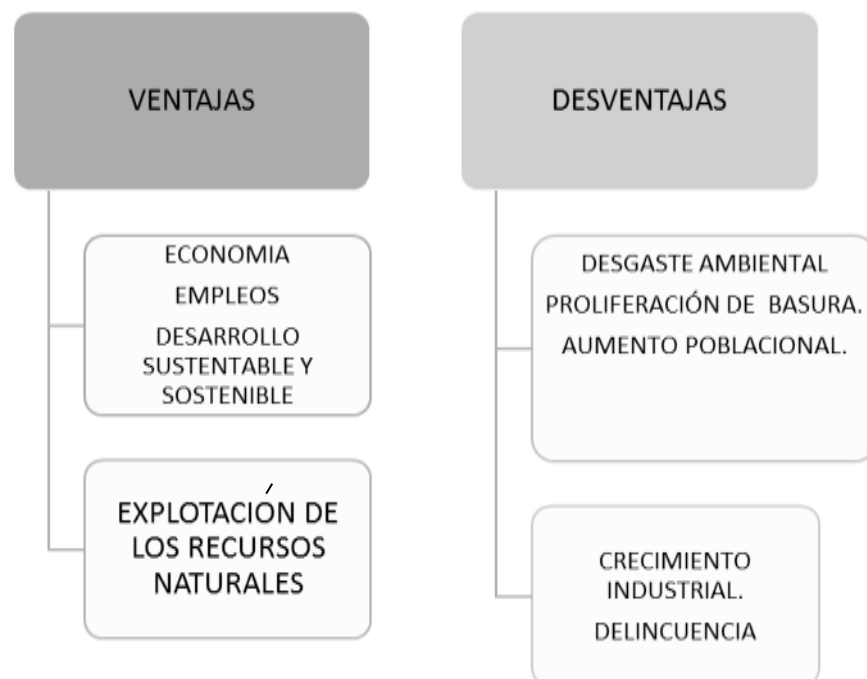 VENTAJAS
ECONOMIA
EMPLEOS
DESARROLLO
SUSTENTABLE Y
SOSTENIBLE
EXPLOTACIÓN DE
LOS RECURSOS
NATURALES
DESVENTAJAS
DESGASTE AMBIENTAL
PROLIFERACIÓN DE BASURA.
AUMENTO POBLACIONAL.
CRECIMIENTO
INDUSTRIAL.
DELINCUENCIA